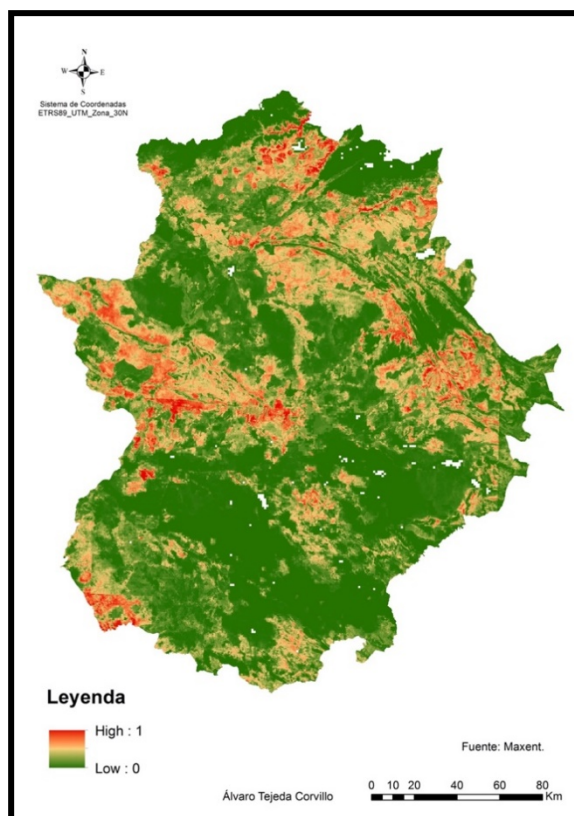 N
W E
S
Sistema de Coordenadas
ETRS89_UTM_Zona_30N
Leyenda
High : 1
Low : 0
Fuente: Maxent.
Álvaro Tejeda Corvillo
0 10 20 40 60 80
Km